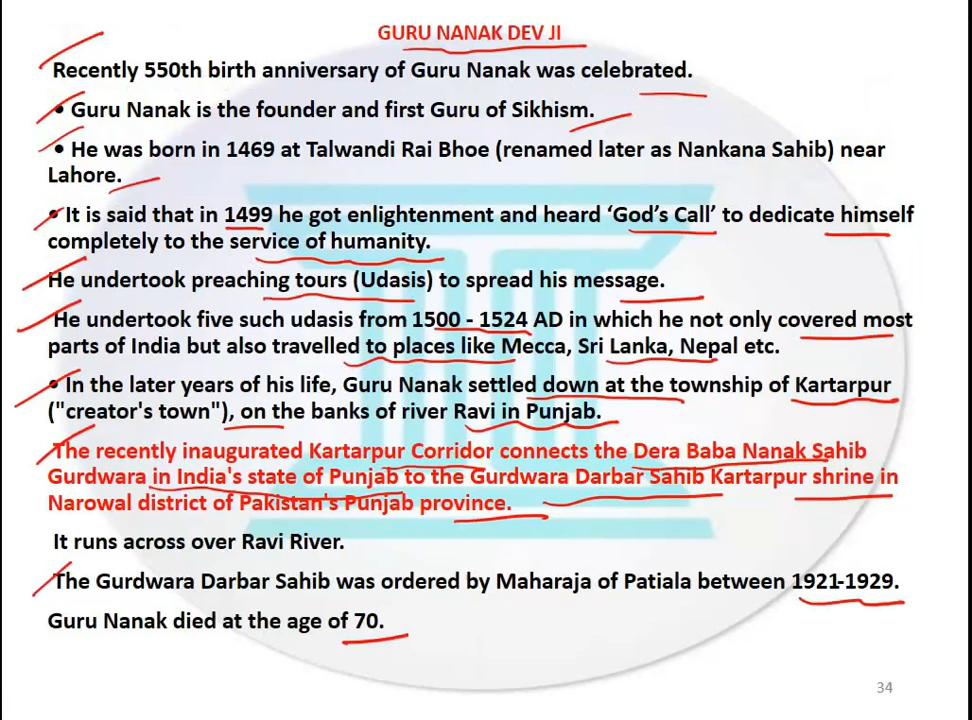 GURU NANAK DEV JI
Recently 550th birth anniversary of Guru Nanak was celebrated.
• Guru Nanak is the founder and first Guru of Sikhism.
• He was born in 1469 at Talwandi Rai Bhoe (renamed later as Nankana Sahib) near
Lahore.
• It is said that in 1499 he got enlightenment and heard ‘God’s Call’ to dedicate himself
completely to the service of humanity.
He undertook preaching tours (Udasis) to spread his message.
He undertook five such udasis from 1500 - 1524 AD in which he not only covered most
parts of India but also travelled to places like Mecca, Sri Lanka, Nepal etc.
• In the later years of his life, Guru Nanak settled down at the township of Kartarpur
("creator's town"), on the banks of river Ravi in Punjab.
The recently inaugurated Kartarpur Corridor connects the Dera Baba Nanak Sahib
Gurdwara in India's state of Punjab to the Gurdwara Darbar Sahib Kartarpur shrine in
Narowal district of Pakistan's Punjab province.
It runs across over Ravi River.
The Gurdwara Darbar Sahib was ordered by Maharaja of Patiala between 1921-1929.
Guru Nanak died at the age of 70.
34